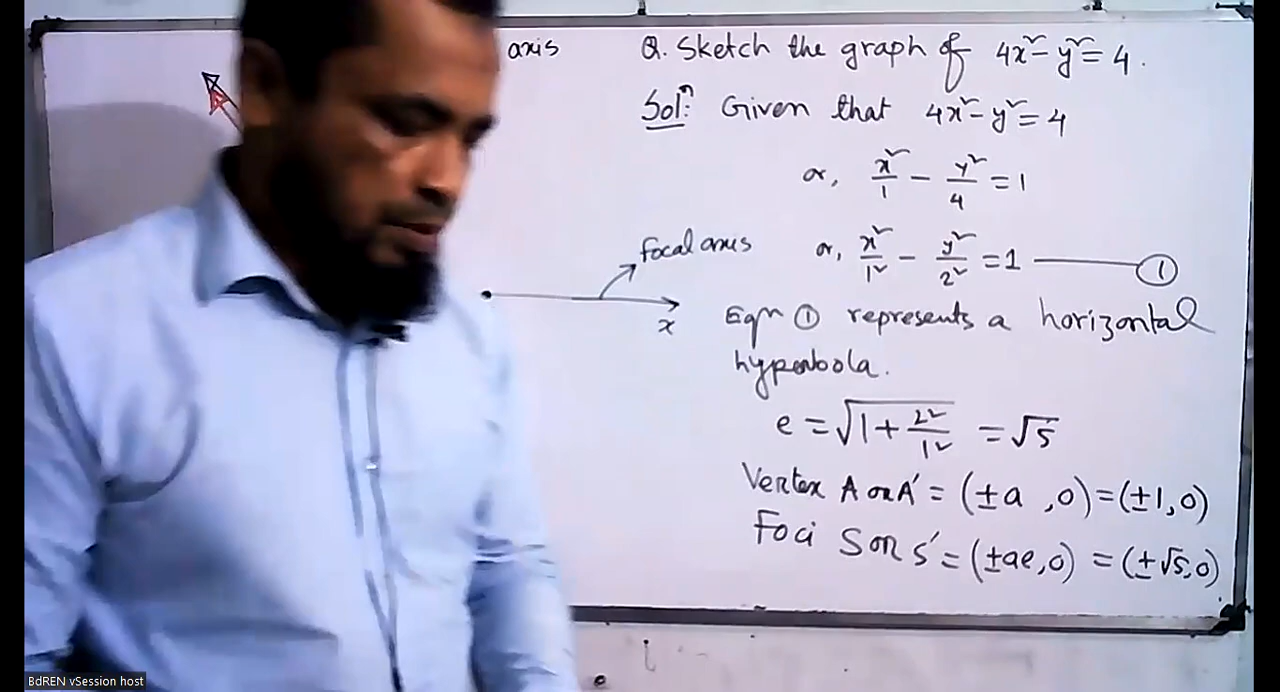 axis
Q. Sketch the graph of 4x² - y² = 4.
Solⁿ: Given that 4x² - y² = 4
or, x²/1 - y²/4 = 1
or, x²/1² - y²/2² = 1 ——— ①
focal axis
x
Eqn ① represents a horizontal
hyperbola.
e = √(1 + 2²/1²) = √5
Vertex A or A' = (±a, 0) = (±1, 0)
Foci S or S' = (±ae, 0) = (±√5, 0)
BdREN vSession host